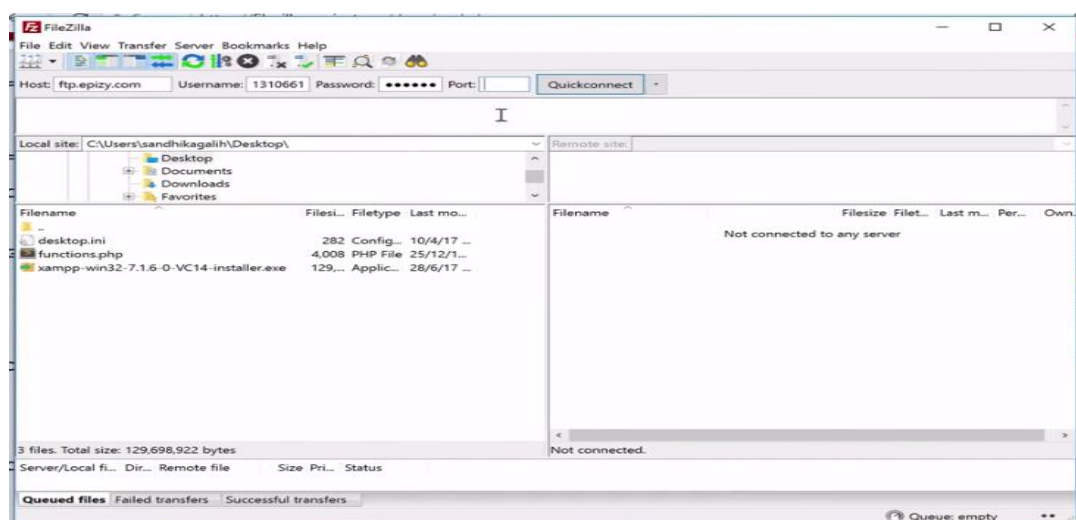 FileZilla
File Edit View Transfer Server Bookmarks Help
Host: ftp.epizy.com Username: 1310661 Password: ●●●●●● Port: Quickconnect
Local site: C:\Users\sandhikagalih\Desktop\ Remote site:
Desktop
Documents
Downloads
Favorites
Filename Filesi... Filetype Last mo... Filename Filesize Filet... Last m... Per... Own.
..
Not connected to any server
desktop.ini 282 Config... 10/4/17 ...
functions.php 4,008 PHP File 25/12/1...
xampp-win32-7.1.6-0-VC14-installer.exe 129,... Applic... 28/6/17 ...
3 files. Total size: 129,698,922 bytes Not connected.
Server/Local fi... Dir... Remote file Size Pri... Status
Queued files Failed transfers Successful transfers
Queue: empty